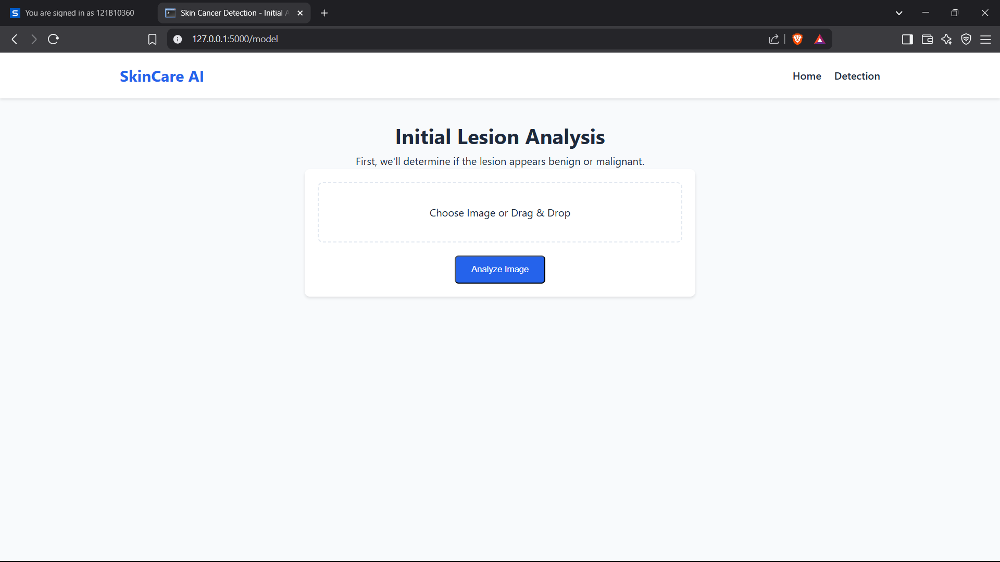 You are signed in as 121B10360
Skin Cancer Detection - Initial A
127.0.0.1:5000/model
SkinCare AI
Home
Detection
Initial Lesion Analysis
First, we'll determine if the lesion appears benign or malignant.
Choose Image or Drag & Drop
Analyze Image